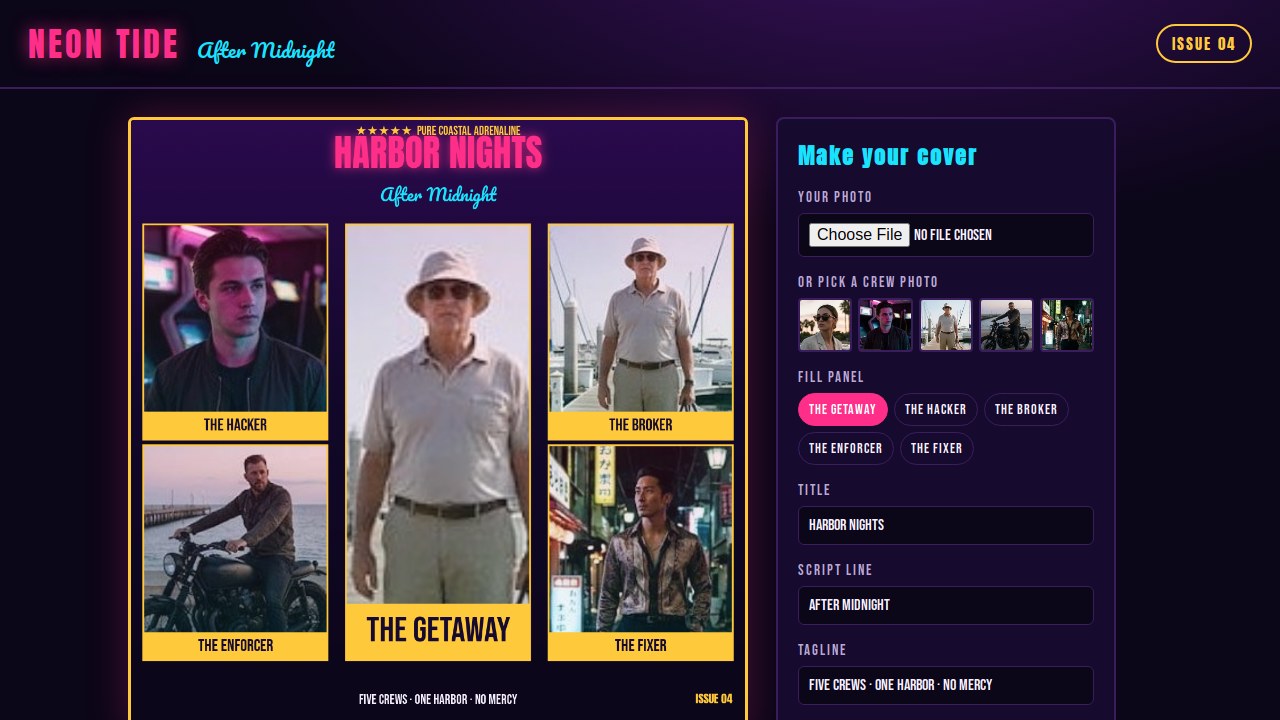 NEON TIDE After Midnight
ISSUE 04
★★★★★ PURE COASTAL ADRENALINE
HARBOR NIGHTS
After Midnight
THE HACKER
THE BROKER
THE ENFORCER
THE GETAWAY
THE FIXER
FIVE CREWS · ONE HARBOR · NO MERCY
ISSUE 04
Make your cover
YOUR PHOTO
Choose File NO FILE CHOSEN
OR PICK A CREW PHOTO
FILL PANEL
THE GETAWAY THE HACKER THE BROKER
THE ENFORCER THE FIXER
TITLE
HARBOR NIGHTS
SCRIPT LINE
AFTER MIDNIGHT
TAGLINE
FIVE CREWS · ONE HARBOR · NO MERCY